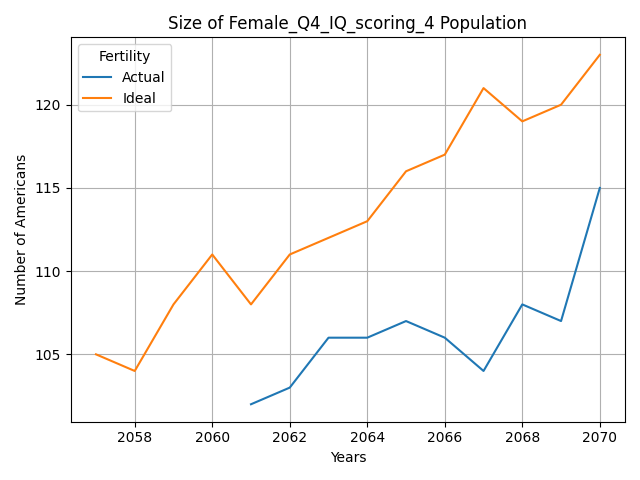 Size of Female_Q4_IQ_scoring_4 Population
Fertility
Actual
Ideal
120
115
110
105
Number of Americans
2058 2060 2062 2064 2066 2068 2070
Years